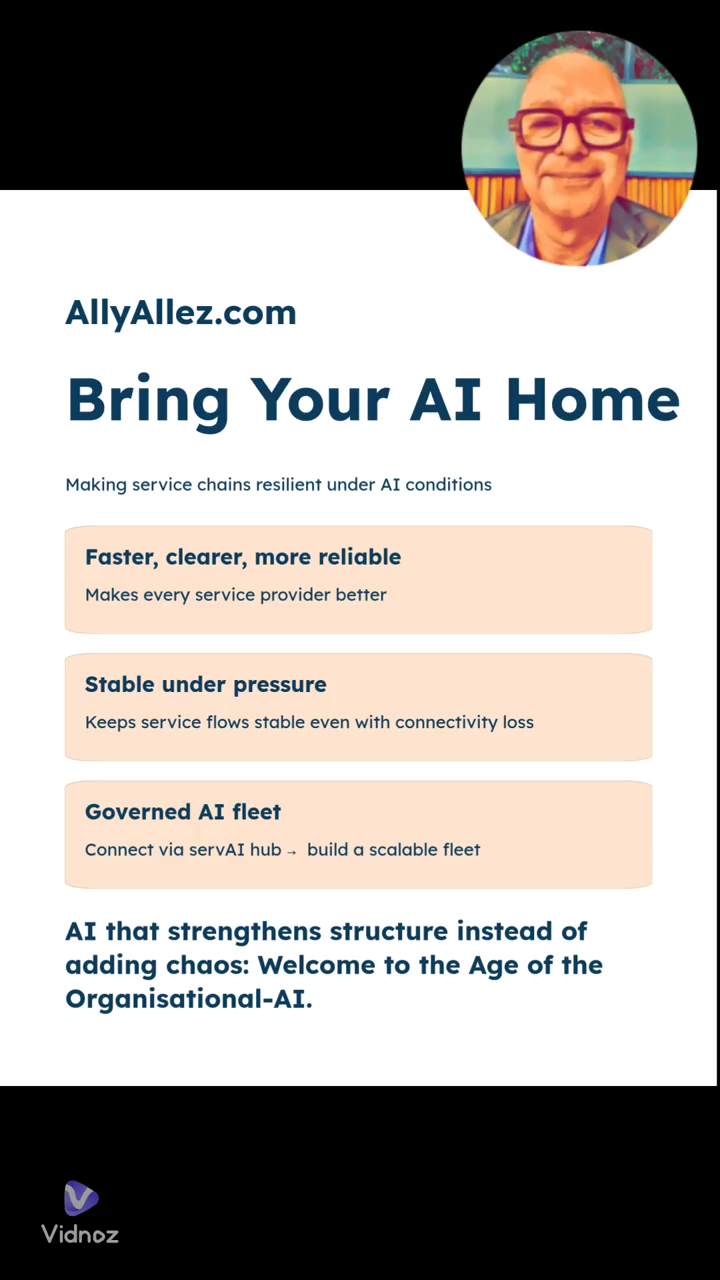 AllyAllez.com
Bring Your AI Home
Making service chains resilient under AI conditions
Faster, clearer, more reliable
Makes every service provider better
Stable under pressure
Keeps service flows stable even with connectivity loss
Governed AI fleet
Connect via servAI hub → build a scalable fleet
AI that strengthens structure instead of
adding chaos: Welcome to the Age of the
Organisational-AI.
Vidnoz